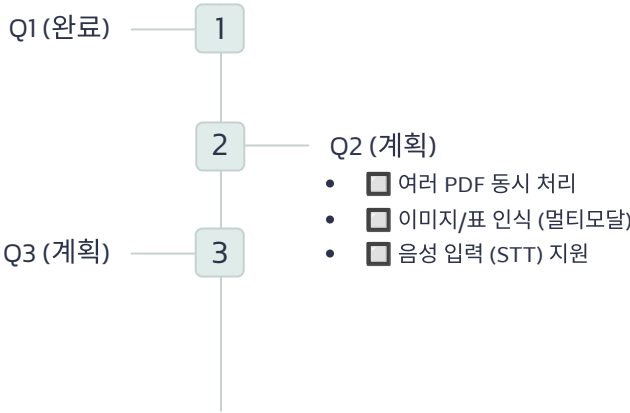 Q1 (완료)
1
2
Q2 (계획)
• 🔲 여러 PDF 동시 처리
• 🔲 이미지/표 인식 (멀티모달)
• 🔲 음성 입력 (STT) 지원
Q3 (계획)
3